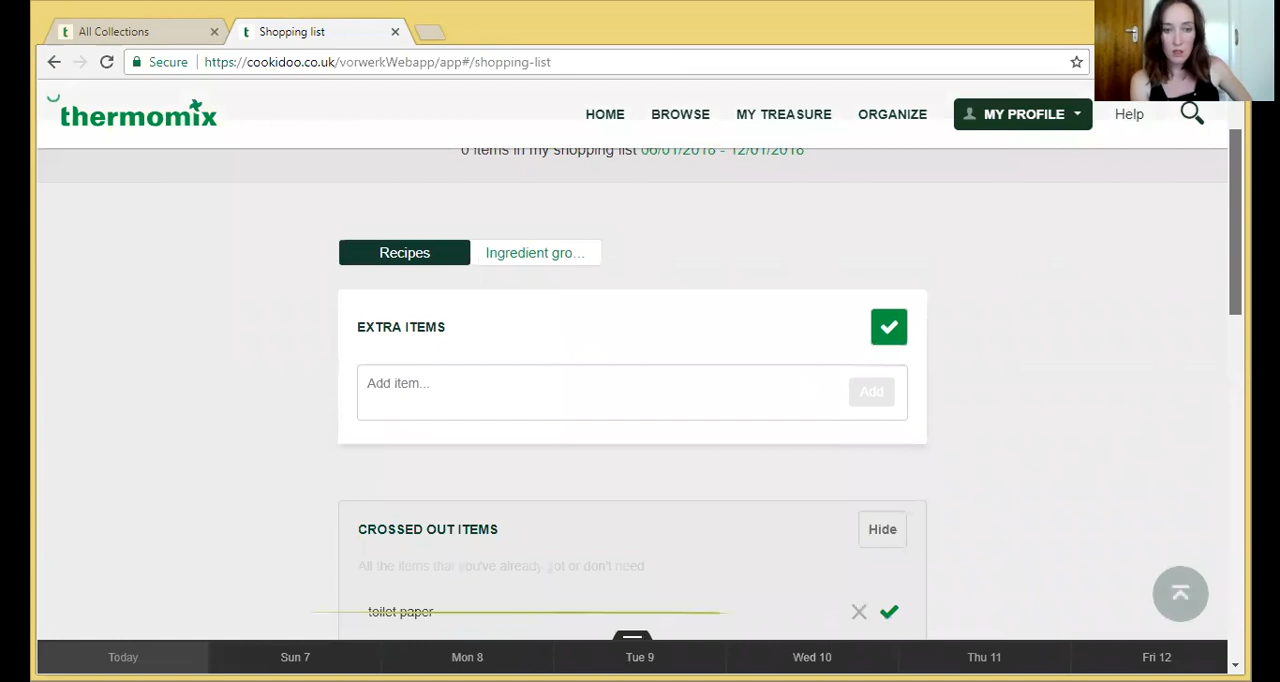 All Collections
Shopping list
Secure https://cookidoo.co.uk/vorwerkWebapp/app#/shopping-list
thermomix
HOME BROWSE MY TREASURE ORGANIZE MY PROFILE Help
0 items in my shopping list 06/01/2018 - 12/01/2018
Recipes Ingredient gro...
EXTRA ITEMS
Add item... Add
CROSSED OUT ITEMS Hide
All the items that you've already got or don't need
toilet paper
Today Sun 7 Mon 8 Tue 9 Wed 10 Thu 11 Fri 12